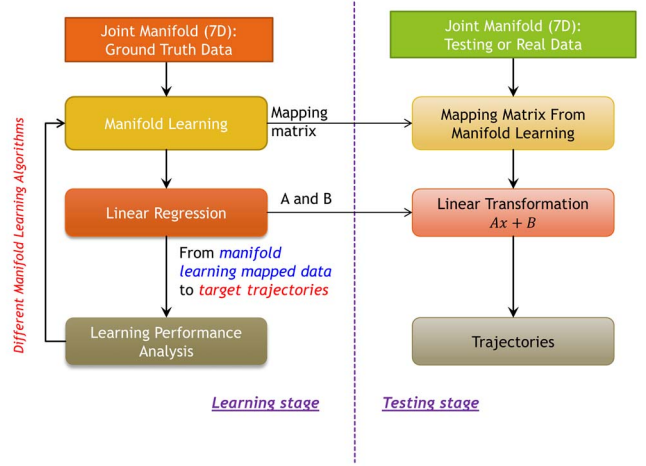 Joint Manifold (7D):
Ground Truth Data
Joint Manifold (7D):
Testing or Real Data
Manifold Learning
Mapping
matrix
Mapping Matrix From
Manifold Learning
Different Manifold Learning Algorithms
Linear Regression
A and B
Linear Transformation
Ax + B
From manifold
learning mapped data
to target trajectories
Learning Performance
Analysis
Trajectories
Learning stage
Testing stage